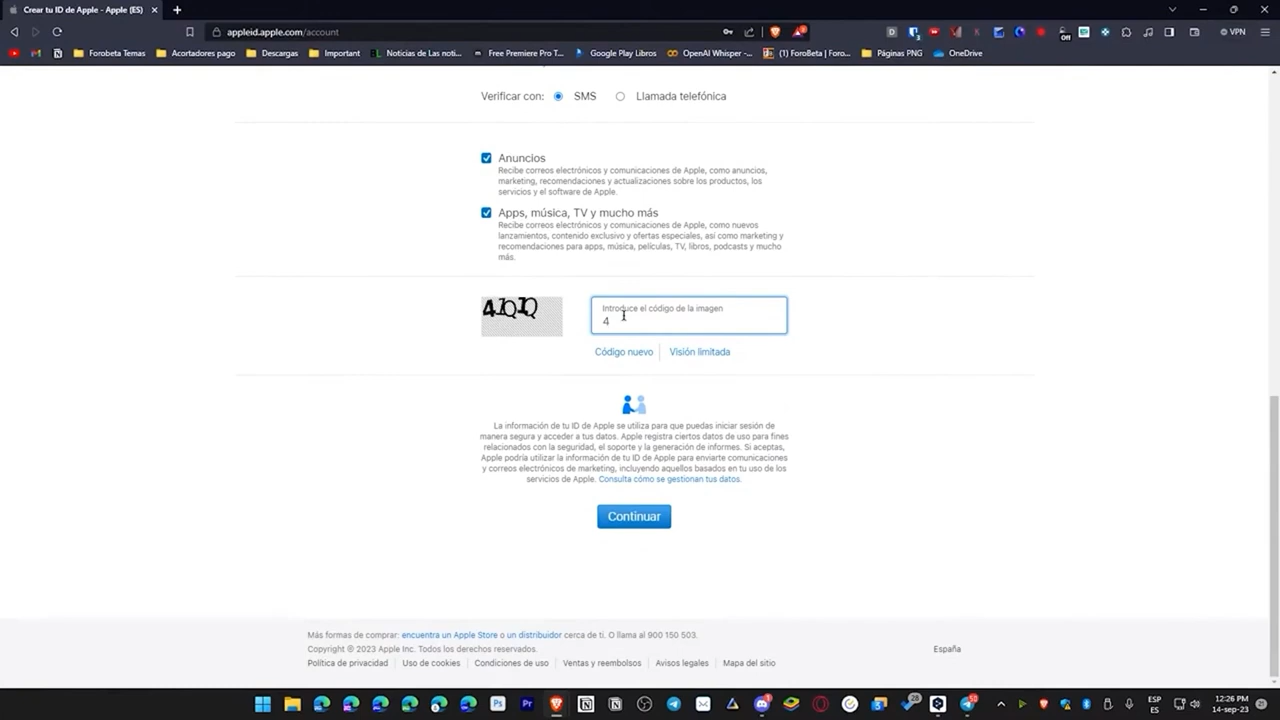 Crear tu ID de Apple - Apple (ES)
appleid.apple.com/account
VPN
Forobeta Temas
Acortadores pago
Descargas
Important
Noticias de Las noti...
Free Premiere Pro T...
Google Play Libros
OpenAI Whisper -...
(1) ForoBeta | Foro...
Páginas PNG
OneDrive
Verificar con: SMS Llamada telefónica
Anuncios
Recibe correos electrónicos y comunicaciones de Apple, como anuncios,
marketing, recomendaciones y actualizaciones sobre los productos, los
servicios y el software de Apple.
Apps, música, TV y mucho más
Recibe correos electrónicos y comunicaciones de Apple, como nuevos
lanzamientos, contenido exclusivo y ofertas especiales, así como marketing y
recomendaciones para apps, música, películas, TV, libros, podcasts y mucho
más.
Introduce el código de la imagen
4
Código nuevo
Visión limitada
La información de tu ID de Apple se utiliza para que puedas iniciar sesión de
manera segura y acceder a tus datos. Apple registra ciertos datos de uso para fines
relacionados con la seguridad, el soporte y la generación de informes. Si aceptas,
Apple podría utilizar la información de tu ID de Apple para enviarte comunicaciones
y correos electrónicos de marketing, incluyendo aquellos basados en tu uso de los
servicios de Apple. Consulta cómo se gestionan tus datos.
Continuar
Más formas de comprar: encuentra un Apple Store o un distribuidor cerca de ti. O llama al 900 150 503.
Copyright © 2023 Apple Inc. Todos los derechos reservados.
España
Política de privacidad
Uso de cookies
Condiciones de uso
Ventas y reembolsos
Avisos legales
Mapa del sitio
ESP
ES
12:26 PM
14-sep-23